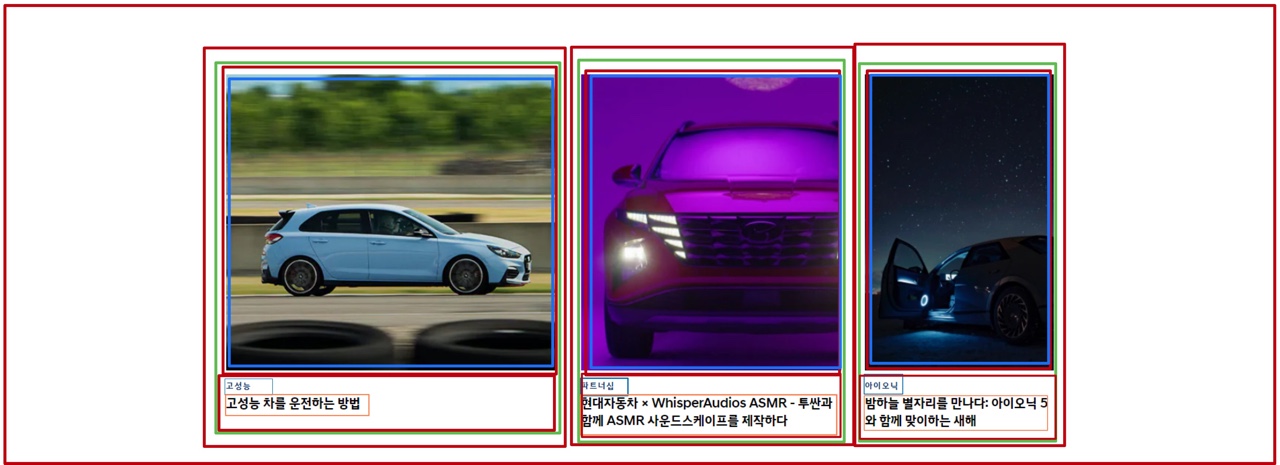 고성능
고성능 차를 운전하는 방법
파트너십
현대자동차 × WhisperAudios ASMR - 투싼과
함께 ASMR 사운드스케이프를 제작하다
아이오닉
밤하늘 별자리를 만나다: 아이오닉 5
와 함께 맞이하는 새해